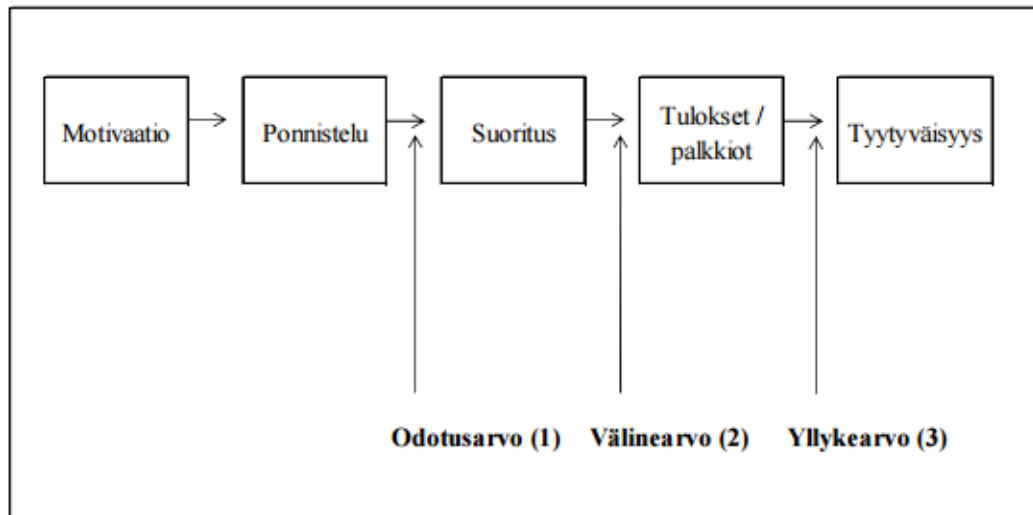 Motivaatio
Ponnistelu
Suoritus
Tulokset /
palkkiot
Tyytyväisyys
Odotusarvo (1)
Välinearvo (2)
Yllykearvo (3)